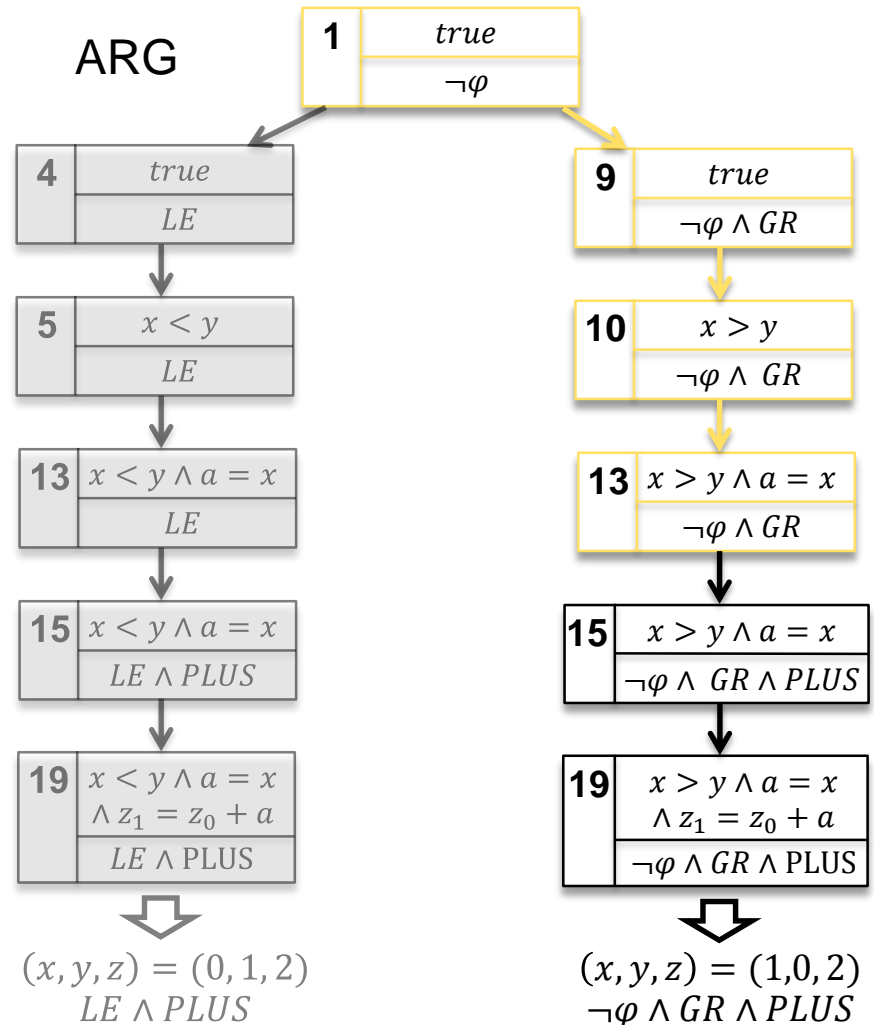 ARG
1
true
¬φ
4
true
LE
9
true
¬φ ∧ GR
5
x < y
LE
10
x > y
¬φ ∧ GR
13
x < y ∧ a = x
LE
13
x > y ∧ a = x
¬φ ∧ GR
15
x < y ∧ a = x
LE ∧ PLUS
15
x > y ∧ a = x
¬φ ∧ GR ∧ PLUS
19
x < y ∧ a = x
∧ z₁ = z₀ + a
LE ∧ PLUS
19
x > y ∧ a = x
∧ z₁ = z₀ + a
¬φ ∧ GR ∧ PLUS
(x, y, z) = (0, 1, 2)
LE ∧ PLUS
(x, y, z) = (1,0, 2)
¬φ ∧ GR ∧ PLUS